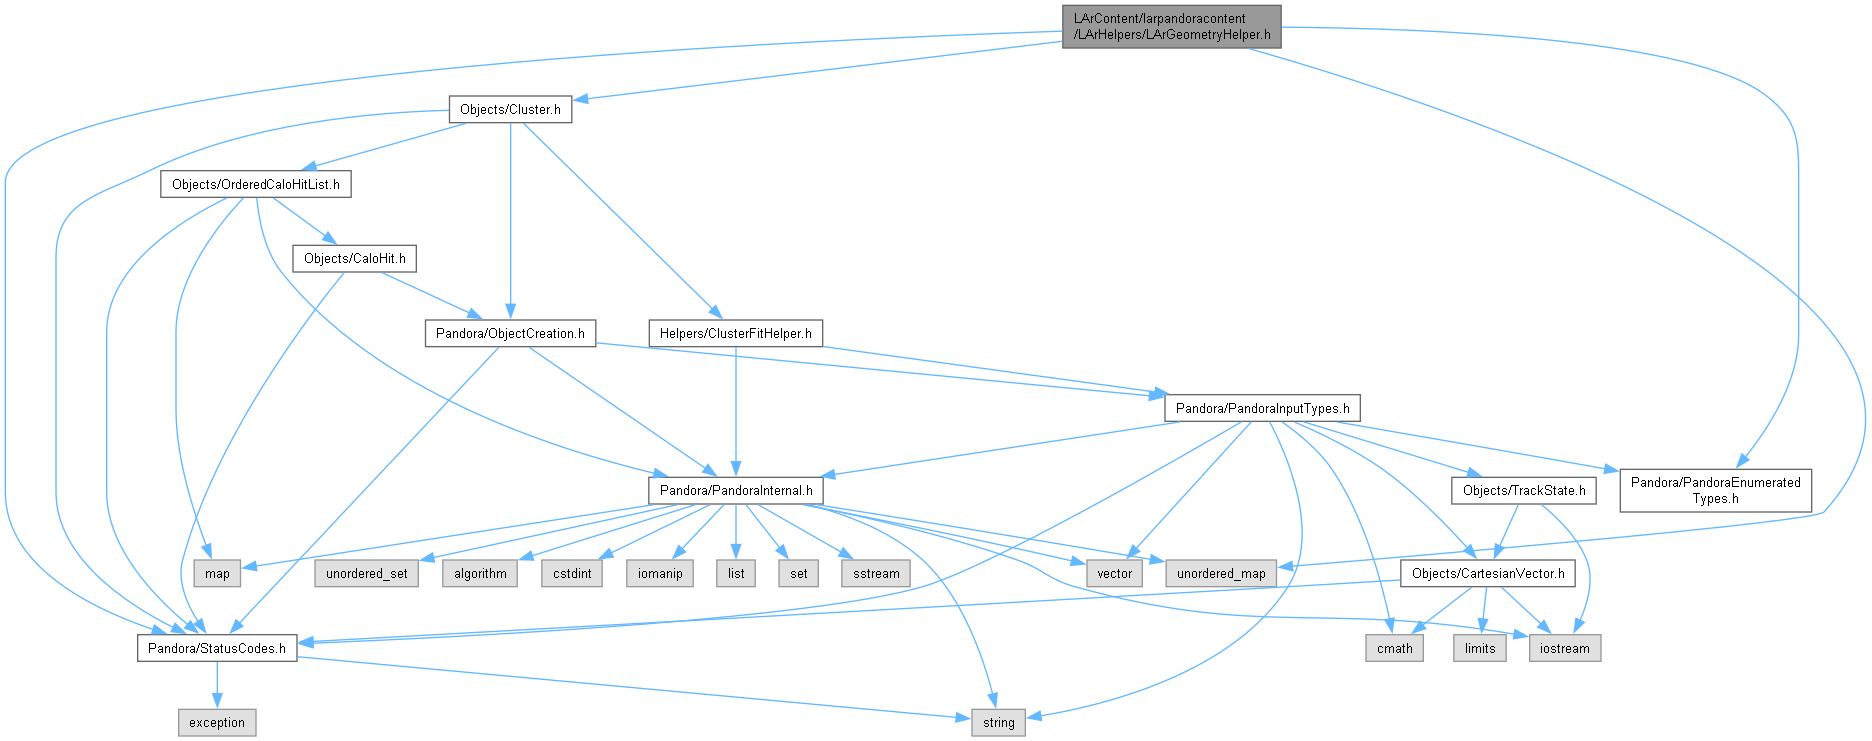 LArContent/larpandoracontent
/LArHelpers/LArGeometryHelper.h
Objects/Cluster.h
Objects/OrderedCaloHitList.h
Objects/CaloHit.h
Pandora/ObjectCreation.h
Helpers/ClusterFitHelper.h
Pandora/PandoraInputTypes.h
Pandora/PandoraInternal.h
Objects/TrackState.h
Pandora/PandoraEnumerated
Types.h
map
unordered_set
algorithm
cstdint
iomanip
list
set
sstream
vector
unordered_map
Objects/CartesianVector.h
Pandora/StatusCodes.h
cmath
limits
iostream
exception
string